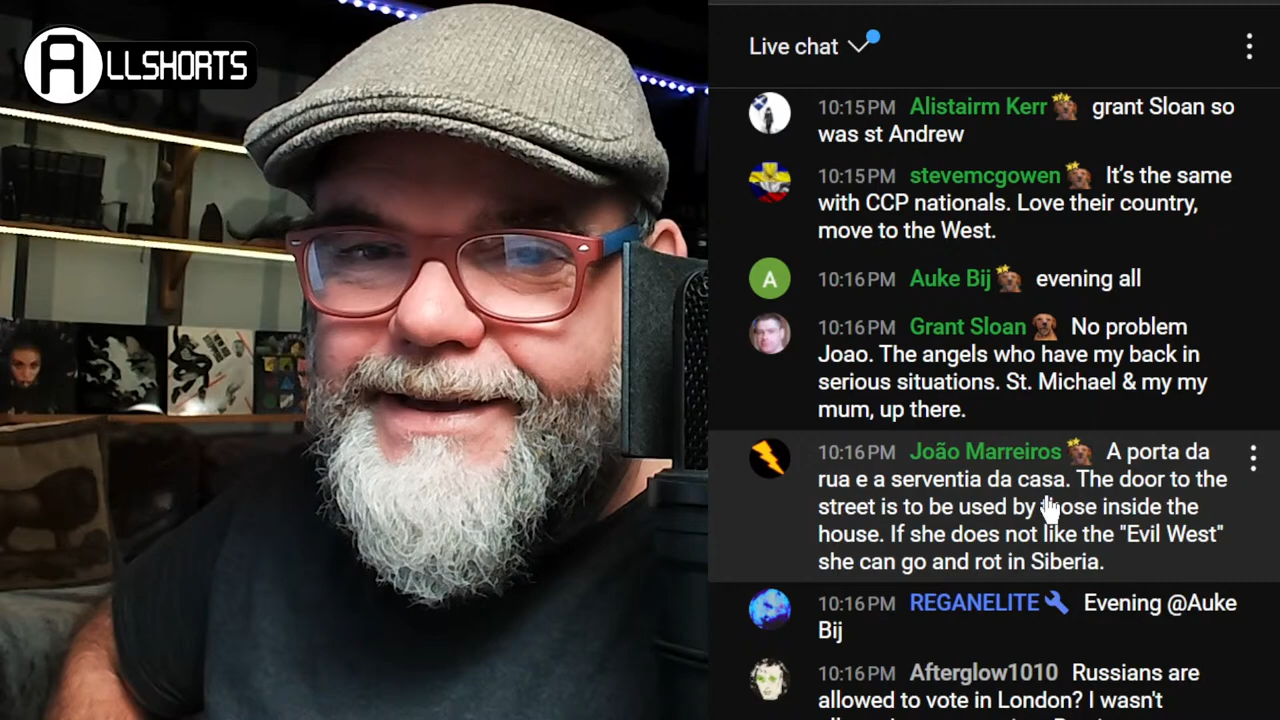 ALLSHORTS
Live chat
10:15 PM Alistairm Kerr grant Sloan so
was st Andrew
10:15 PM stevemcgowen It’s the same
with CCP nationals. Love their country,
move to the West.
A 10:16 PM Auke Bij evening all
10:16 PM Grant Sloan No problem
Joao. The angels who have my back in
serious situations. St. Michael & my my
mum, up there.
10:16 PM João Marreiros A porta da
rua e a serventia da casa. The door to the
street is to be used by those inside the
house. If she does not like the "Evil West"
she can go and rot in Siberia.
10:16 PM REGANELITE Evening @Auke
Bij
10:16 PM Afterglow1010 Russians are
allowed to vote in London? I wasn't